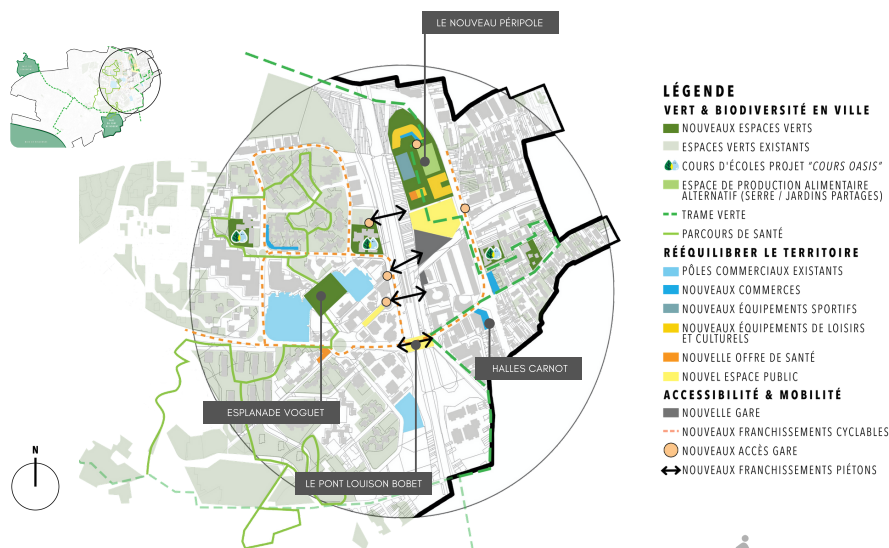 LE NOUVEAU PÉRIPOLE
LÉGENDE
VERT & BIODIVERSITÉ EN VILLE
NOUVEAUX ESPACES VERTS
ESPACES VERTS EXISTANTS
COURS D'ÉCOLES PROJET "COURS OASIS"
ESPACE DE PRODUCTION ALIMENTAIRE
ALTERNATIF (SERRE / JARDINS PARTAGES)
TRAME VERTE
PARCOURS DE SANTÉ
RÉÉQUILIBRER LE TERRITOIRE
PÔLES COMMERCIAUX EXISTANTS
NOUVEAUX COMMERCES
NOUVEAUX ÉQUIPEMENTS SPORTIFS
NOUVEAUX ÉQUIPEMENTS DE LOISIRS
ET CULTURELS
NOUVELLE OFFRE DE SANTÉ
NOUVEL ESPACE PUBLIC
ACCESSIBILITÉ & MOBILITÉ
NOUVELLE GARE
NOUVEAUX FRANCHISSEMENTS CYCLABLES
NOUVEAUX ACCÈS GARE
NOUVEAUX FRANCHISSEMENTS PIÉTONS
HALLES CARNOT
ESPLANADE VOGUET
LE PONT LOUISON BOBET
N